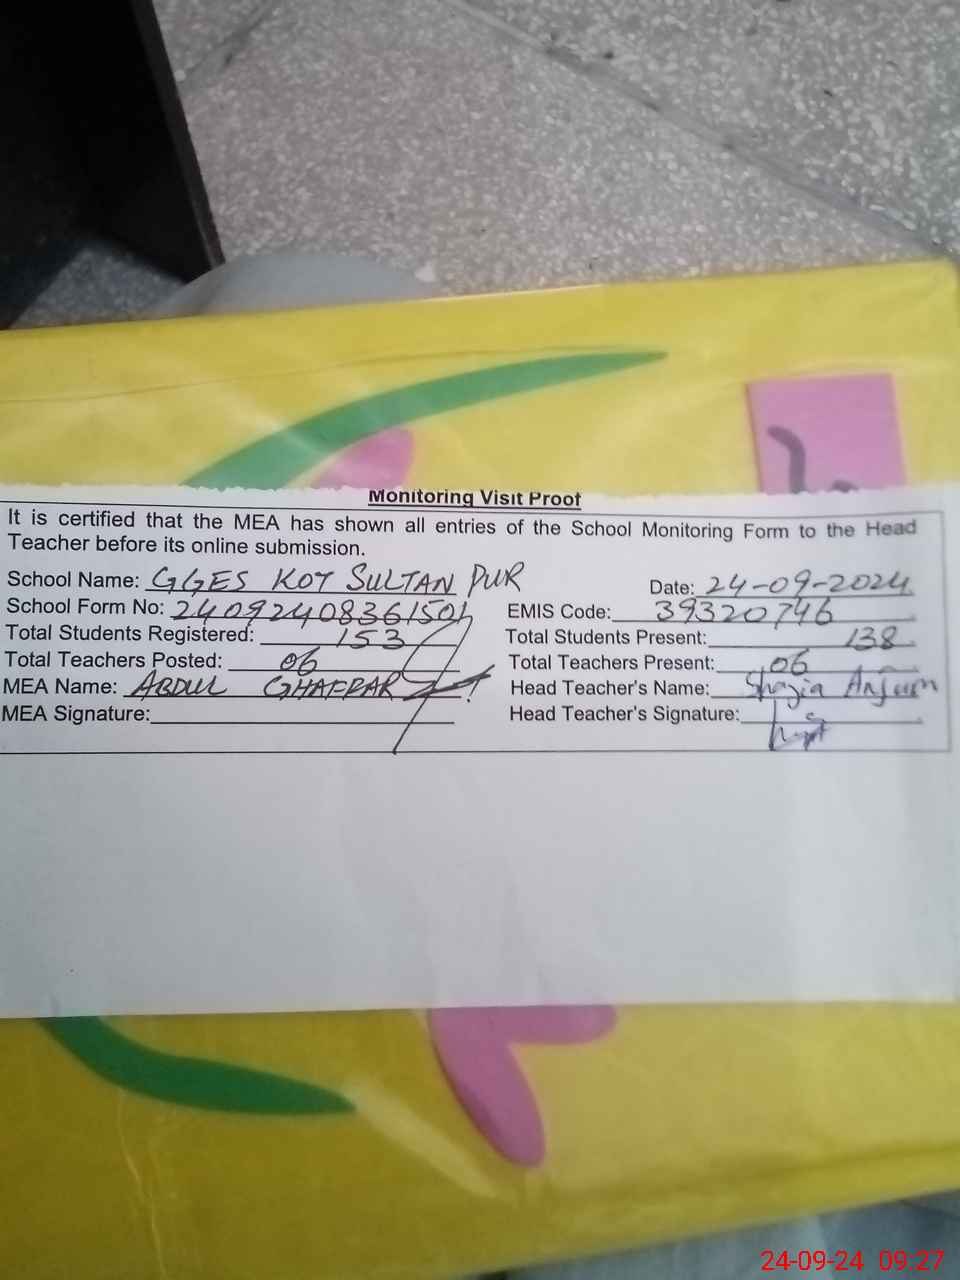 Monitoring Visit Proof
It is certified that the MEA has shown all entries of the School Monitoring Form to the Head
Teacher before its online submission.
School Name: GGES KOT SULTAN PUR Date: 24-09-2024
School Form No: 24092408361501 EMIS Code: 39320746
Total Students Registered: 153 Total Students Present: 138
Total Teachers Posted: 06 Total Teachers Present: 06
MEA Name: ABDUL GHAFFAR Head Teacher's Name: Shazia Anjum
MEA Signature: Head Teacher's Signature:
24-09-24 09:27